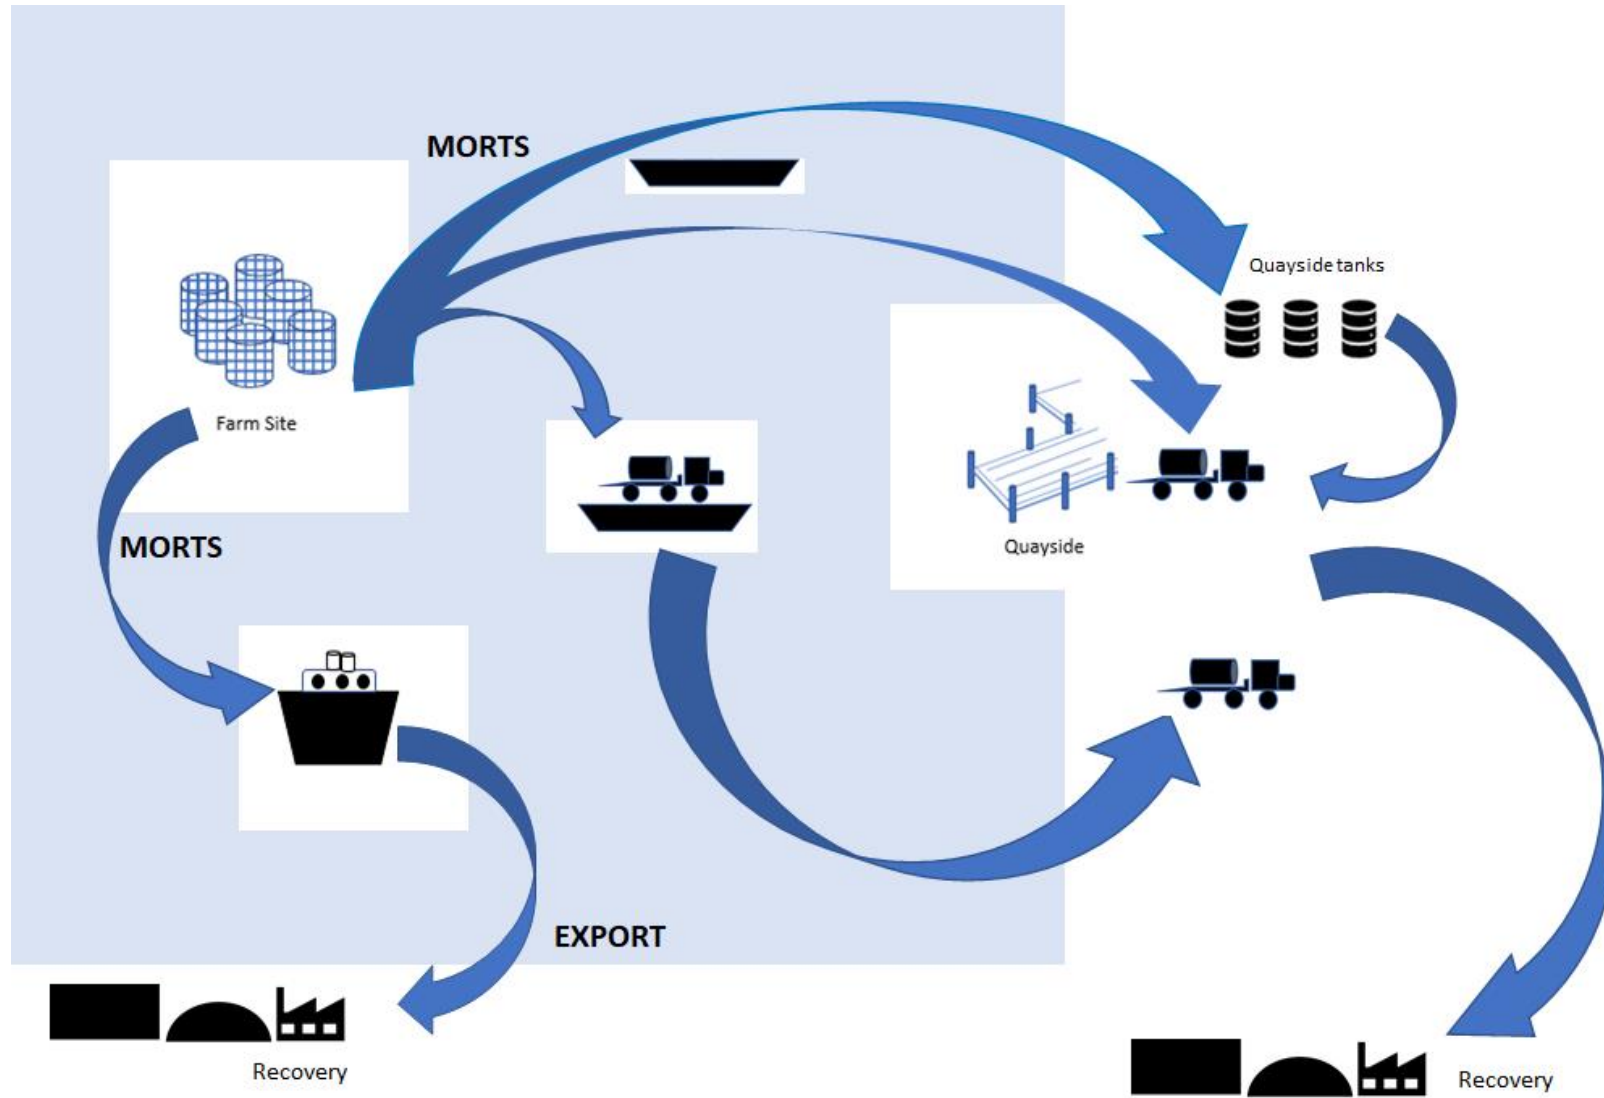 MORTS
Quayside tanks
Farm Site
MORTS
Quayside
EXPORT
Recovery
Recovery